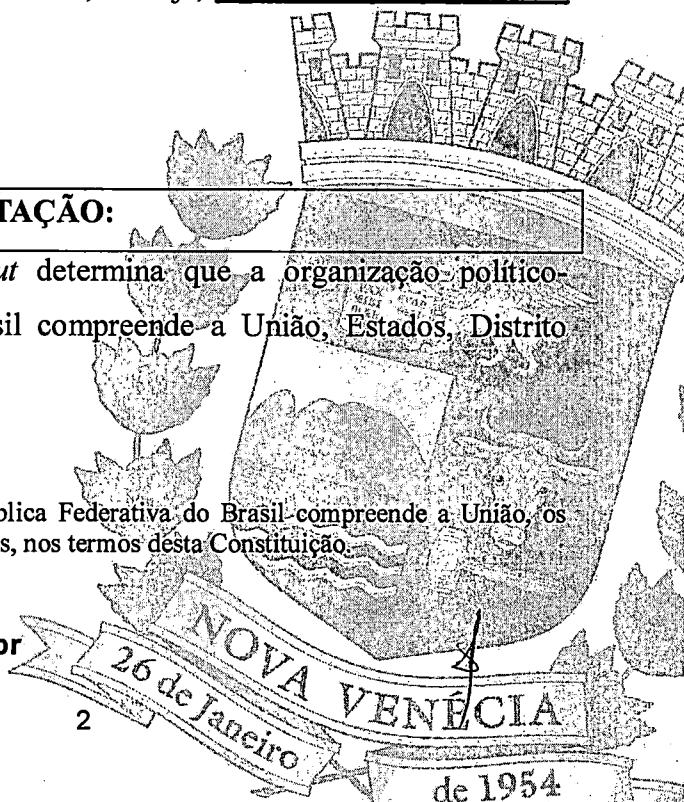 TAÇÃO:
ut determina que a organização político-
sil compreende a União, Estados, Distrito
blica Federativa do Brasil compreende a União, os
s, nos termos desta Constituição.
or
2
NOVA VENÉCIA
26 de Janeiro
de 1954